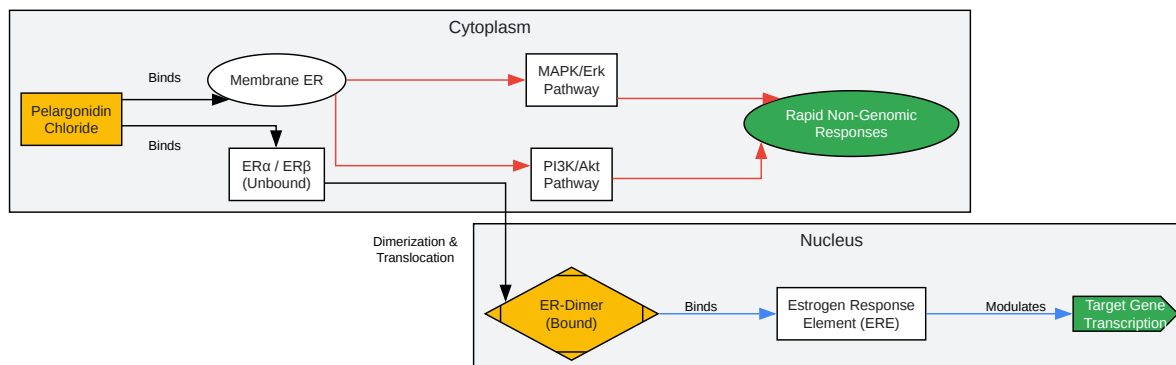 Cytoplasm
Binds
Membrane ER
MAPK/Erk
Pathway
Pelargonidin
Chloride
Rapid Non-Genomic
Responses
Binds
ERα / ERβ
(Unbound)
PI3K/Akt
Pathway
Dimerization &
Translocation
Nucleus
ER-Dimer
(Bound)
Binds
Estrogen Response
Element (ERE)
Modulates
Target Gene
Transcription